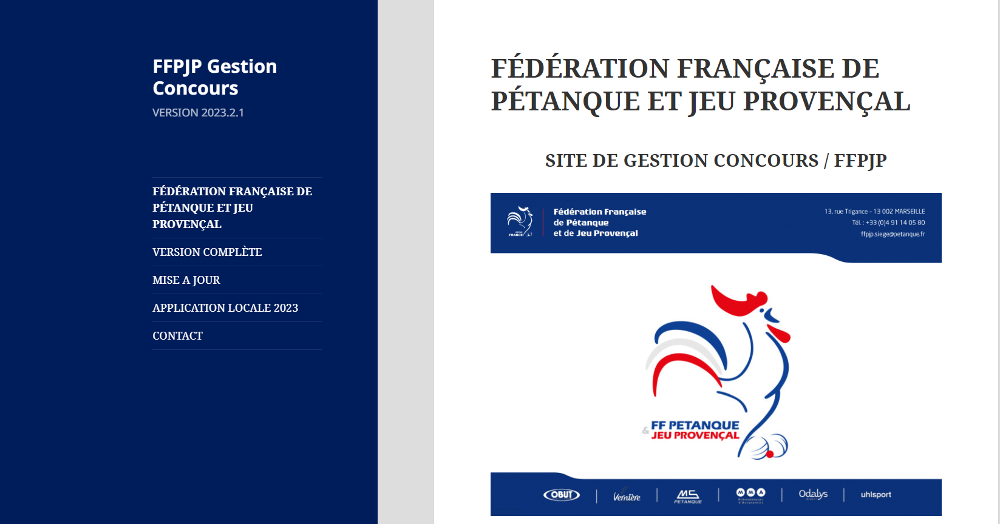 FFPJP Gestion
Concours
VERSION 2023.2.1
FÉDÉRATION FRANÇAISE DE
PÉTANQUE ET JEU
PROVENÇAL
VERSION COMPLÈTE
MISE A JOUR
APPLICATION LOCALE 2023
CONTACT
FÉDÉRATION FRANÇAISE DE
PÉTANQUE ET JEU PROVENÇAL
SITE DE GESTION CONCOURS / FFPJP
FRANCE
Fédération Française
de Pétanque
et de Jeu Provençal
13, rue Trigance - 13 002 MARSEILLE
Tél. : +33 (0)4 91 14 05 80
ffpjp.siege@petanque.fr
FF PETANQUE
& JEU PROVENÇAL
OBUT
Vernière
MS
PETANQUE
MMA
Entrepreneurs
d'Assurances
Odalys
uhlsport